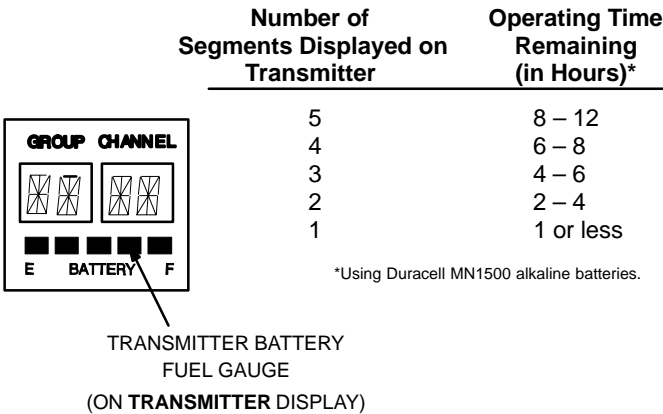 Number of Operating Time
Segments Displayed on Remaining
Transmitter (in Hours)*
5 8 – 12
4 6 – 8
3 4 – 6
2 2 – 4
1 1 or less
*Using Duracell MN1500 alkaline batteries.
GROUP CHANNEL
E BATTERY F
TRANSMITTER BATTERY
FUEL GAUGE
(ON TRANSMITTER DISPLAY)